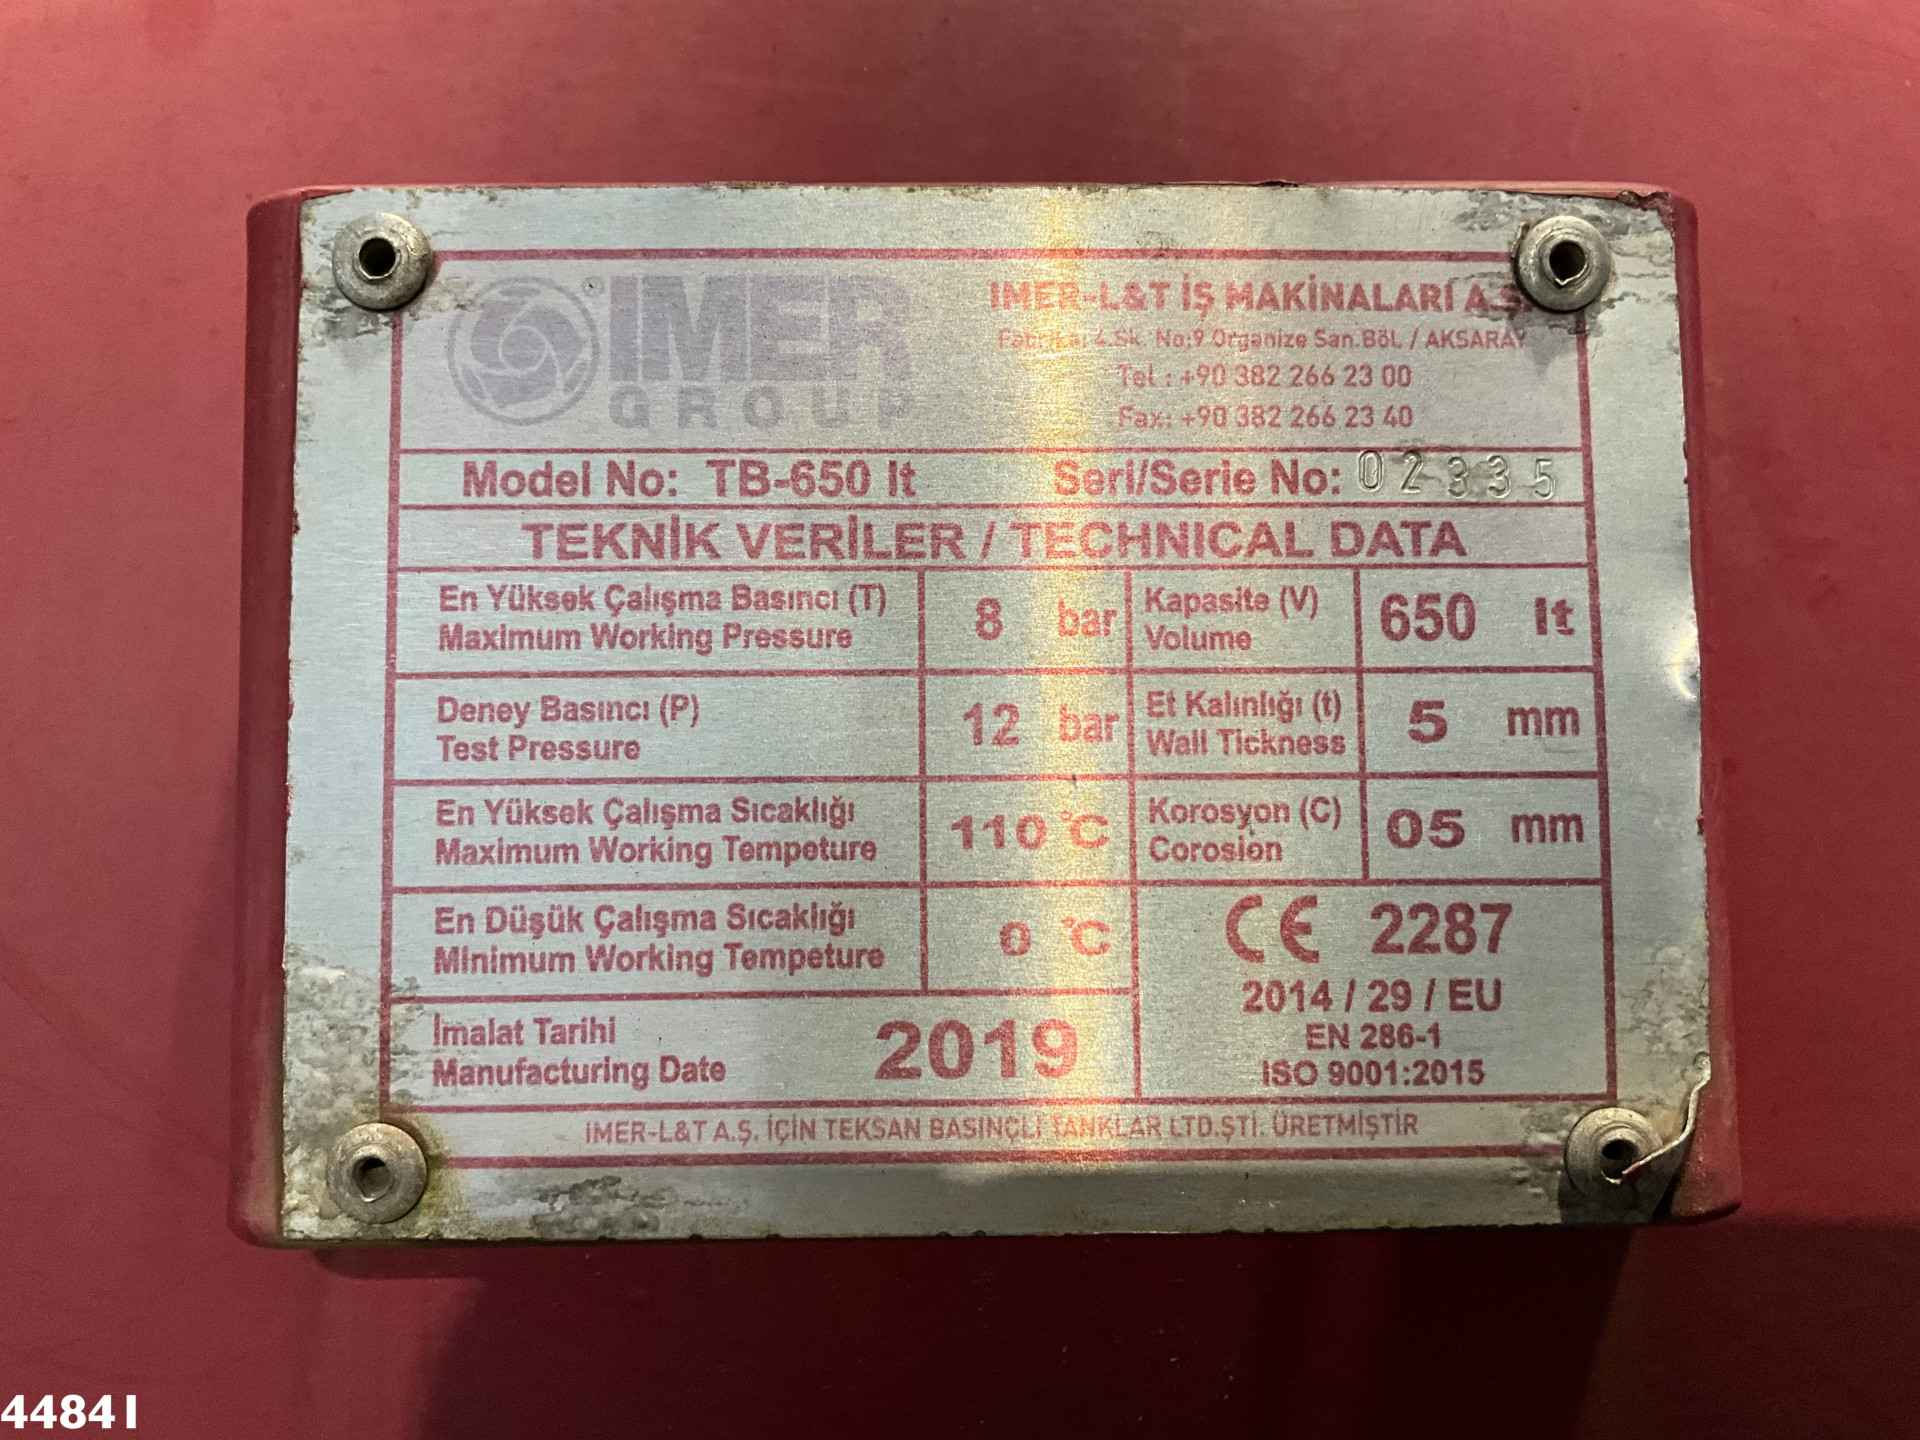 IMER®
GROUP
IMER-L&T İŞ MAKİNALARI A.Ş.
Fabrika: 4.Sk. No:9 Organize San.Böl. / AKSARAY
Tel : +90 382 266 23 00
Fax: +90 382 266 23 40
Model No: TB-650 lt Seri/Serie No: 02335
TEKNİK VERİLER / TECHNICAL DATA
En Yüksek Çalışma Basıncı (T)
Maximum Working Pressure
8 bar
Kapasite (V)
Volume
650 lt
Deney Basıncı (P)
Test Pressure
12 bar
Et Kalınlığı (t)
Wall Tickness
5 mm
En Yüksek Çalışma Sıcaklığı
Maximum Working Tempeture
110 °C
Korosyon (C)
Corosion
05 mm
En Düşük Çalışma Sıcaklığı
Minimum Working Tempeture
0 °C
CE 2287
2014 / 29 / EU
EN 286-1
ISO 9001:2015
İmalat Tarihi
Manufacturing Date
2019
IMER-L&T A.Ş. İÇİN TEKSAN BASINÇLI TANKLAR LTD.ŞTİ. ÜRETMİŞTİR
44841